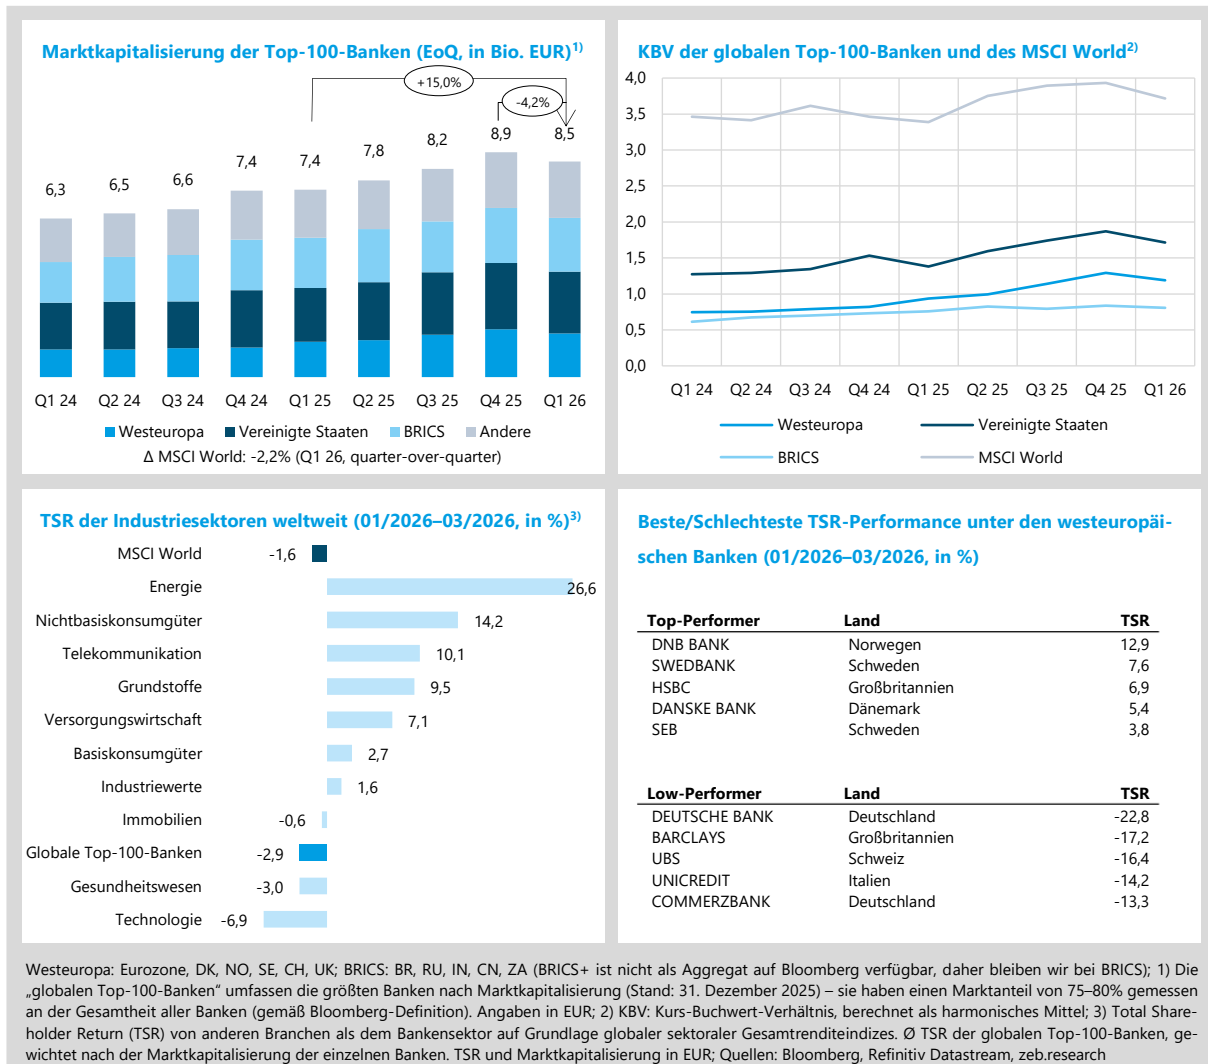 Marktkapitalisierung der Top-100-Banken (EoQ, in Bio. EUR)1)
+15,0%
-4,2%
6,3
6,5
6,6
7,4
7,4
7,8
8,2
8,9
8,5
Q1 24 Q2 24 Q3 24 Q4 24 Q1 25 Q2 25 Q3 25 Q4 25 Q1 26
Westeuropa Vereinigte Staaten BRICS Andere
Δ MSCI World: -2,2% (Q1 26, quarter-over-quarter)
KBV der globalen Top-100-Banken und des MSCI World2)
4,0
3,5
3,0
2,5
2,0
1,5
1,0
0,5
0,0
Q1 24 Q2 24 Q3 24 Q4 24 Q1 25 Q2 25 Q3 25 Q4 25 Q1 26
Westeuropa Vereinigte Staaten
BRICS MSCI World
TSR der Industriesektoren weltweit (01/2026–03/2026, in %)3)
MSCI World -1,6
Energie 26,6
Nichtbasiskonsumgüter 14,2
Telekommunikation 10,1
Grundstoffe 9,5
Versorgungswirtschaft 7,1
Basiskonsumgüter 2,7
Industriewerte 1,6
Immobilien -0,6
Globale Top-100-Banken -2,9
Gesundheitswesen -3,0
Technologie -6,9
Beste/Schlechteste TSR-Performance unter den westeuropäi-
schen Banken (01/2026–03/2026, in %)
Top-Performer Land TSR
DNB BANK Norwegen 12,9
SWEDBANK Schweden 7,6
HSBC Großbritannien 6,9
DANSKE BANK Dänemark 5,4
SEB Schweden 3,8
Low-Performer Land TSR
DEUTSCHE BANK Deutschland -22,8
BARCLAYS Großbritannien -17,2
UBS Schweiz -16,4
UNICREDIT Italien -14,2
COMMERZBANK Deutschland -13,3
Westeuropa: Eurozone, DK, NO, SE, CH, UK; BRICS: BR, RU, IN, CN, ZA (BRICS+ ist nicht als Aggregat auf Bloomberg verfügbar, daher bleiben wir bei BRICS); 1) Die
„globalen Top-100-Banken“ umfassen die größten Banken nach Marktkapitalisierung (Stand: 31. Dezember 2025) – sie haben einen Marktanteil von 75–80% gemessen
an der Gesamtheit aller Banken (gemäß Bloomberg-Definition). Angaben in EUR; 2) KBV: Kurs-Buchwert-Verhältnis, berechnet als harmonisches Mittel; 3) Total Share-
holder Return (TSR) von anderen Branchen als dem Bankensektor auf Grundlage globaler sektoraler Gesamtrenditeindizes. Ø TSR der globalen Top-100-Banken, ge-
wichtet nach der Marktkapitalisierung der einzelnen Banken. TSR und Marktkapitalisierung in EUR; Quellen: Bloomberg, Refinitiv Datastream, zeb.research